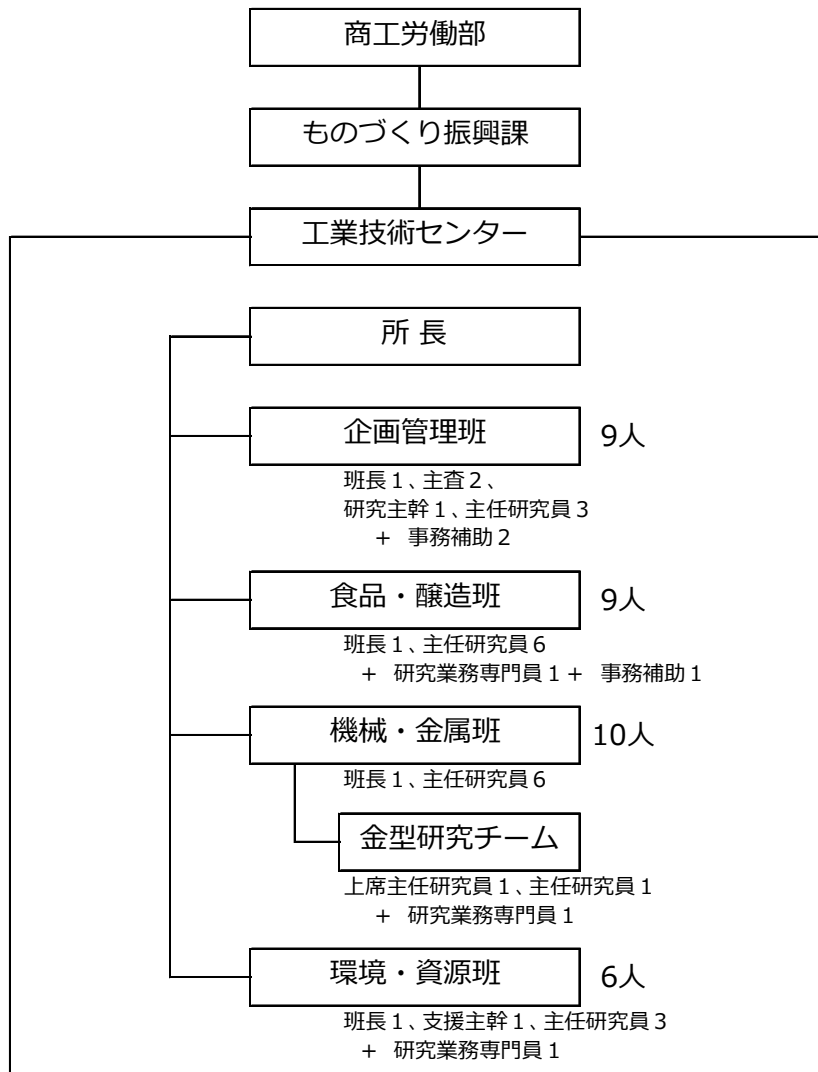 商工労働部
ものづくり振興課
工業技術センター
所 長
企画管理班 9人
班長１、主査２、
研究主幹１、主任研究員３
＋ 事務補助２
食品・醸造班 9人
班長１、主任研究員６
＋ 研究業務専門員１＋ 事務補助１
機械・金属班 10人
班長１、主任研究員６
金型研究チーム
上席主任研究員１、主任研究員１
＋ 研究業務専門員１
環境・資源班 6人
班長１、支援主幹１、主任研究員３
＋ 研究業務専門員１